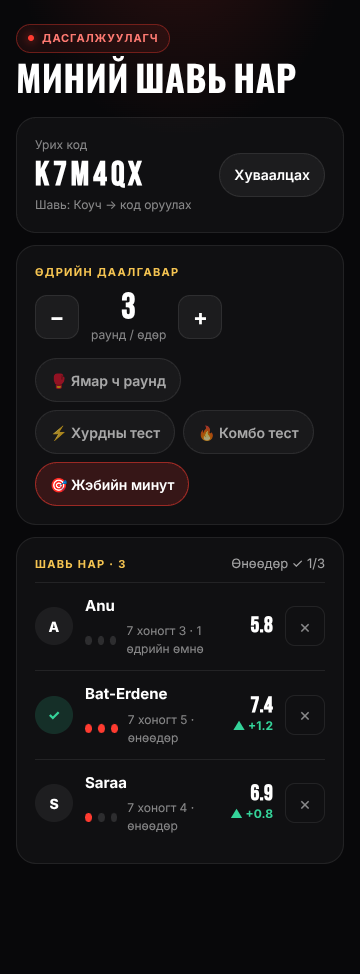 ДАСГАЛЖУУЛАГЧ
МИНИЙ ШАВЬ НАР
Урих код
K7M4QX
Шавь: Коуч → код оруулах
Хуваалцах
ӨДРИЙН ДААЛГАВАР
− 3 +
раунд / өдөр
🥊 Ямар ч раунд
⚡ Хурдны тест
🔥 Комбо тест
🎯 Жэбийн минут
ШАВЬ НАР · 3
Өнөөдөр ✓ 1/3
A
Anu
7 хоногт 3 · 1
өдрийн өмнө
5.8
×
✓
Bat-Erdene
7 хоногт 5 ·
өнөөдөр
7.4
▲ +1.2
×
S
Saraa
7 хоногт 4 ·
өнөөдөр
6.9
▲ +0.8
×